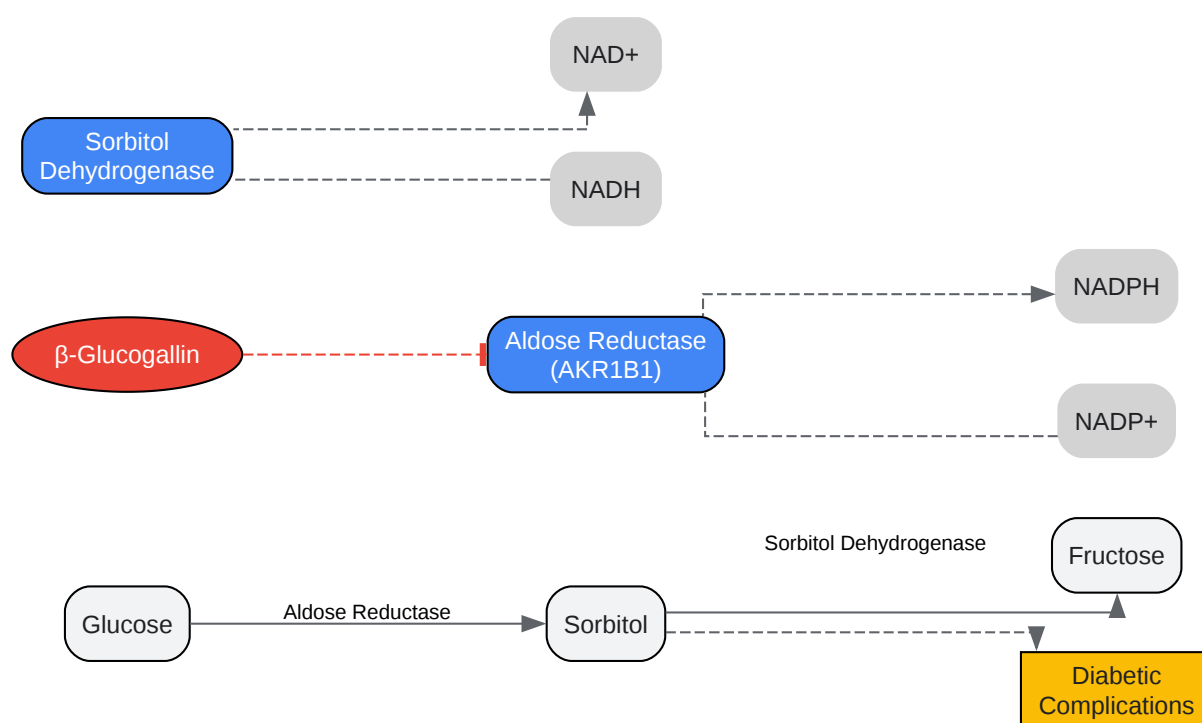 NAD+
Sorbitol
Dehydrogenase
NADH
NADPH
β-Glucogallin
Aldose Reductase
(AKR1B1)
NADP+
Sorbitol Dehydrogenase
Fructose
Glucose
Aldose Reductase
Sorbitol
Diabetic
Complications